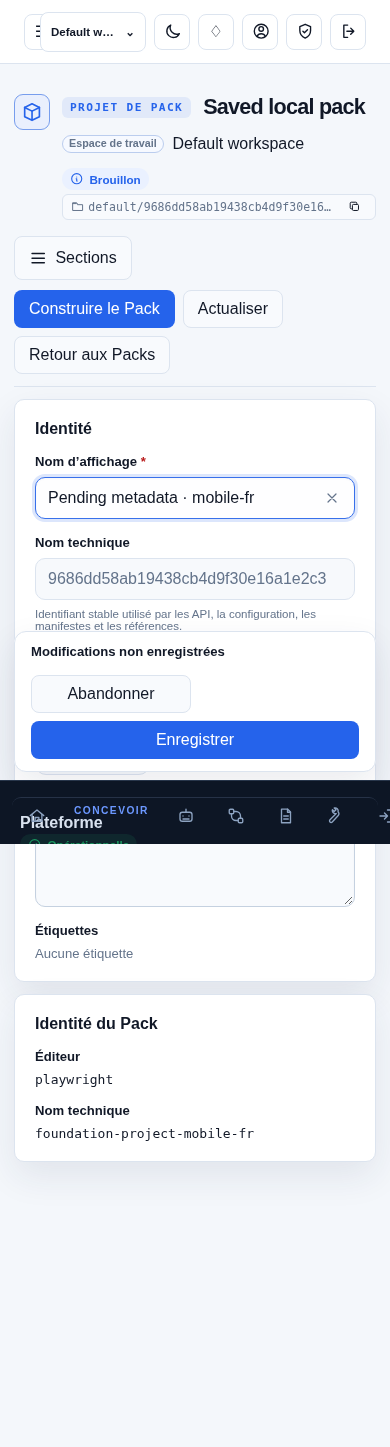 Default w… ⌄
PROJET DE PACK Saved local pack
Espace de travail Default workspace
Brouillon
default/9686dd58ab19438cb4d9f30e16…
Sections
Construire le Pack Actualiser
Retour aux Packs
Identité
Nom d’affichage *
Pending metadata · mobile-fr
Nom technique
9686dd58ab19438cb4d9f30e16a1e2c3
Identifiant stable utilisé par les API, la configuration, les
manifestes et les références.
Modifications non enregistrées
Abandonner
Enregistrer
CONCEVOIR
Plateforme
Opérationnelle
Étiquettes
Aucune étiquette
Identité du Pack
Éditeur
playwright
Nom technique
foundation-project-mobile-fr